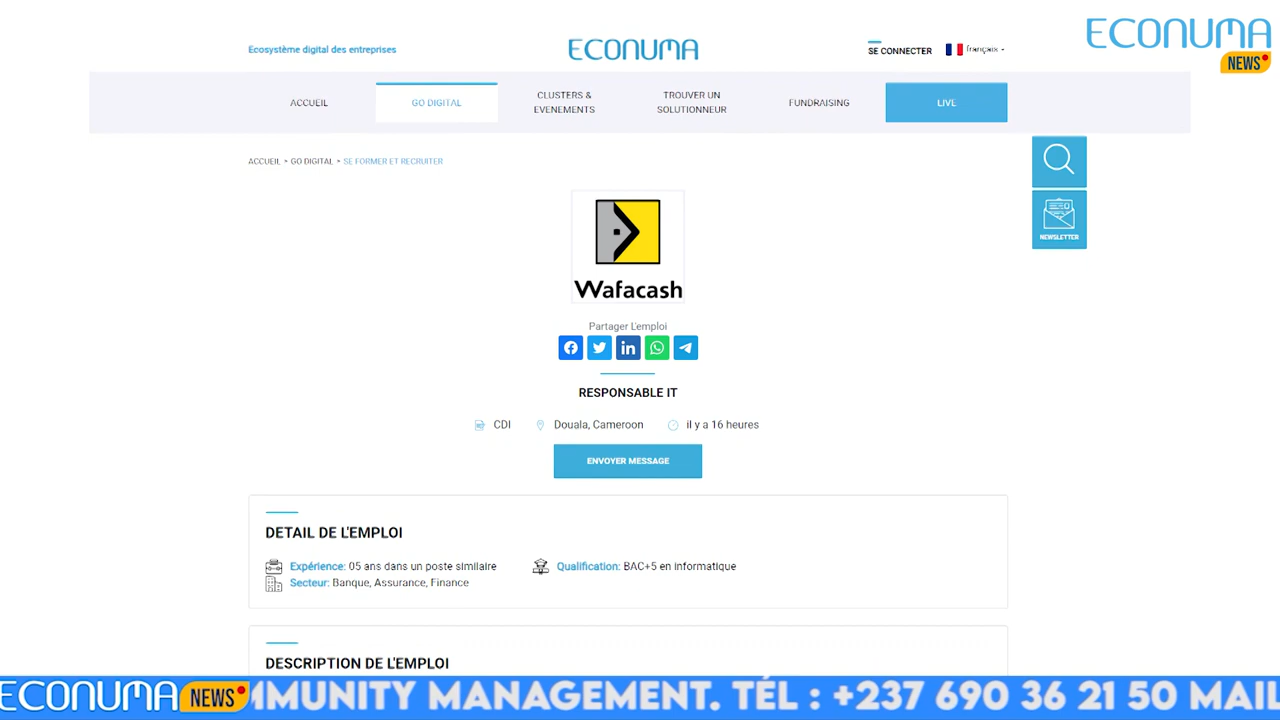 Ecosystème digital des entreprises
ECONUMA
SE CONNECTER
français
ECONUMA
NEWS
ACCUEIL
GO DIGITAL
CLUSTERS &
EVENEMENTS
TROUVER UN
SOLUTIONNEUR
FUNDRAISING
LIVE
ACCUEIL > GO DIGITAL > SE FORMER ET RECRUITER
NEWSLETTER
Wafacash
Partager L'emploi
RESPONSABLE IT
CDI
Douala, Cameroon
il y a 16 heures
ENVOYER MESSAGE
DETAIL DE L'EMPLOI
Expérience: 05 ans dans un poste similaire
Qualification: BAC+5 en informatique
Secteur: Banque, Assurance, Finance
DESCRIPTION DE L'EMPLOI
ECONUMA NEWS MMUNITY MANAGEMENT. TÉL : +237 690 36 21 50 MAIL